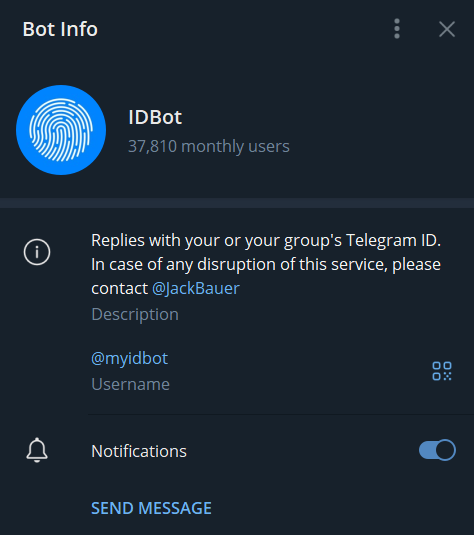 Bot Info
IDBot
37,810 monthly users
Replies with your or your group's Telegram ID.
In case of any disruption of this service, please
contact @JackBauer
Description
@myidbot
Username
Notifications
SEND MESSAGE